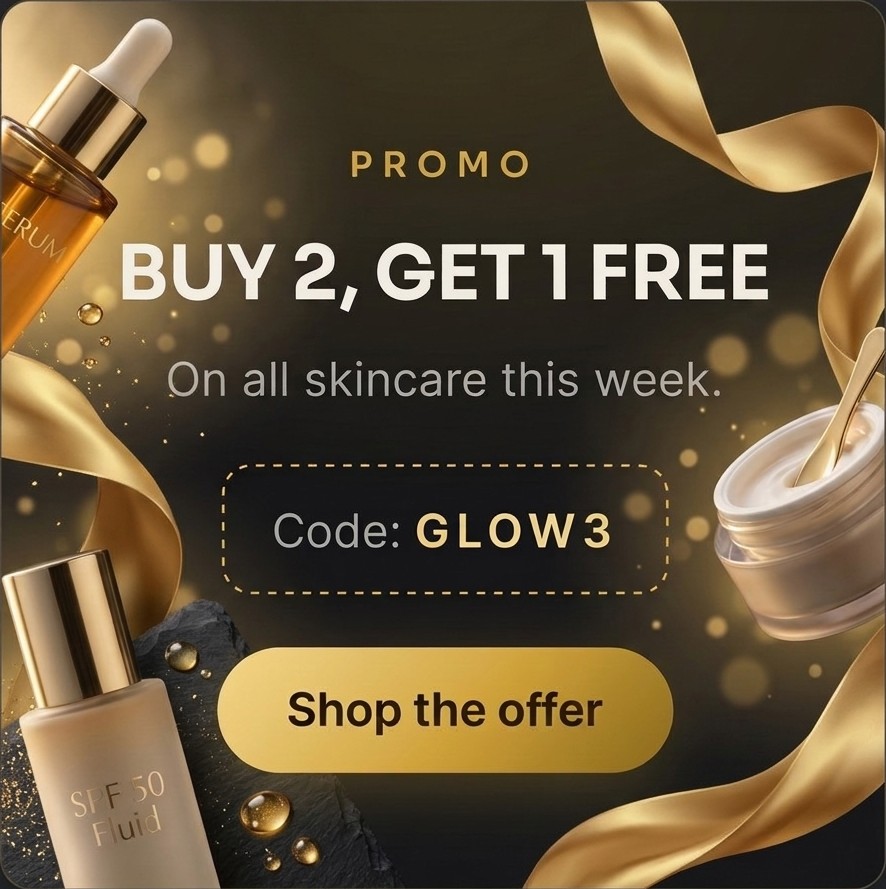 PROMO
BUY 2, GET 1 FREE
On all skincare this week.
Code: GLOW3
Shop the offer
SERUM
SPF 50
Fluid